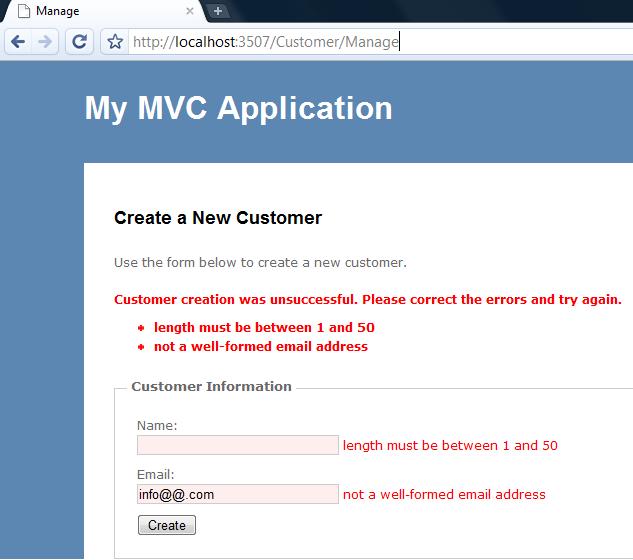 Manage
http://localhost:3507/Customer/Manage
My MVC Application
Create a New Customer
Use the form below to create a new customer.
Customer creation was unsuccessful. Please correct the errors and try again.
length must be between 1 and 50
not a well-formed email address
Customer Information
Name:
length must be between 1 and 50
Email:
info@@.com not a well-formed email address
Create